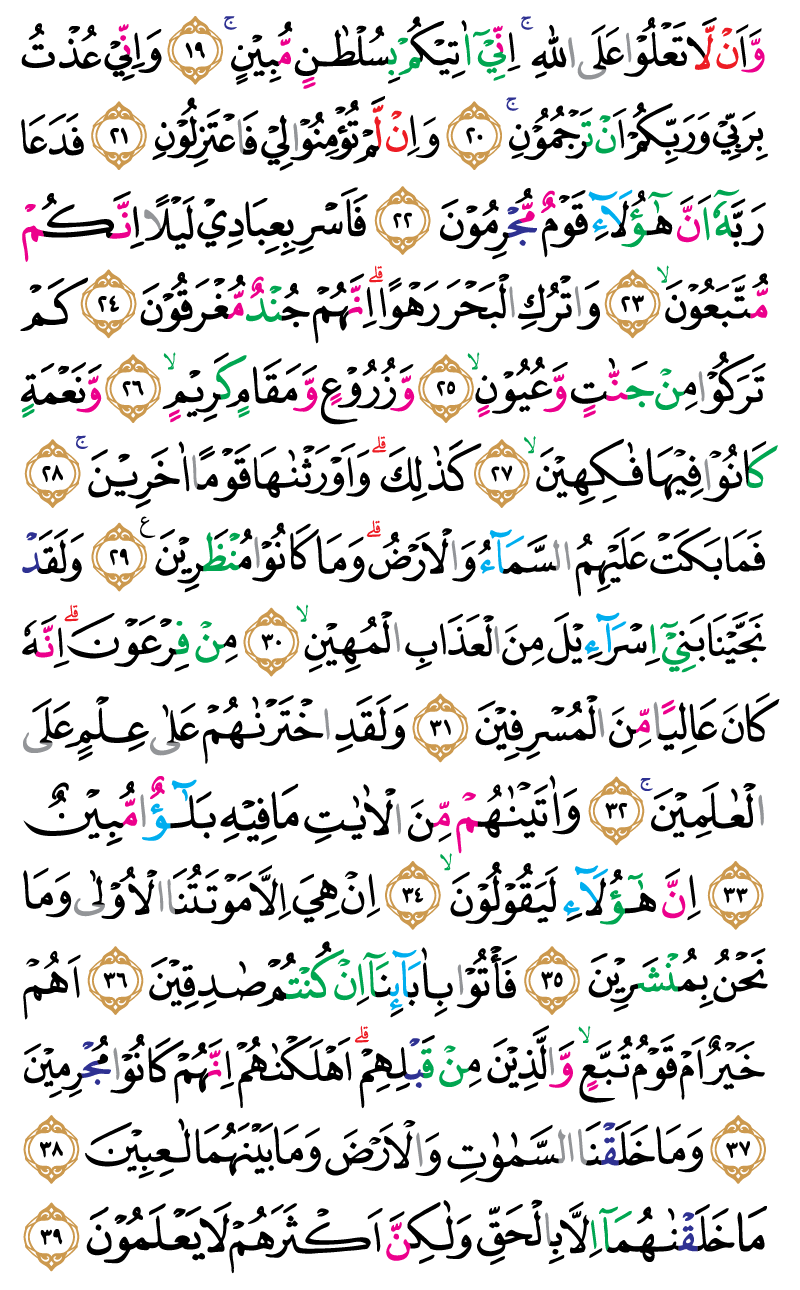 وَّاَنْ لَّا تَعْلُوْا عَلَى اللّٰهِ ۚ اِنِّيْٓ اٰتِيْكُمْ بِسُلْطٰنٍ مُّبِيْنٍ ۚ ١٩ وَاِنِّيْ عُذْتُ
بِرَبِّيْ وَرَبِّكُمْ اَنْ تَرْجُمُوْنِ ۚ ٢٠ وَاِنْ لَّمْ تُؤْمِنُوْا لِيْ فَاعْتَزِلُوْنِ ٢١ فَدَعَا
رَبَّهٗٓ اَنَّ هٰٓؤُلَاۤءِ قَوْمٌ مُّجْرِمُوْنَ ٢٢ فَاَسْرِ بِعِبَادِيْ لَيْلًا اِنَّكُمْ
مُّتَّبَعُوْنَ ۙ ٢٣ وَاتْرُكِ الْبَحْرَ رَهْوًا ۗاِنَّهُمْ جُنْدٌ مُّغْرَقُوْنَ ٢٤ كَمْ
تَرَكُوْا مِنْ جَنّٰتٍ وَّعُيُوْنٍ ۙ ٢٥ وَّزُرُوْعٍ وَّمَقَامٍ كَرِيْمٍ ۙ ٢٦ وَّنَعْمَةٍ
كَانُوْا فِيْهَا فٰكِهِيْنَ ۙ ٢٧ كَذٰلِكَ ۗ وَاَوْرَثْنٰهَا قَوْمًا اٰخَرِيْنَ ۚ ٢٨
فَمَا بَكَتْ عَلَيْهِمُ السَّمَاۤءُ وَالْاَرْضُ ۗ وَمَا كَانُوْا مُنْظَرِيْنَ ࣖ ٢٩ وَلَقَدْ
نَجَّيْنَا بَنِيْٓ اِسْرَاۤءِيْلَ مِنَ الْعَذَابِ الْمُهِيْنِ ۙ ٣٠ مِنْ فِرْعَوْنَ ۗ اِنَّهٗ
كَانَ عَالِيًا مِّنَ الْمُسْرِفِيْنَ ٣١ وَلَقَدِ اخْتَرْنٰهُمْ عَلٰى عِلْمٍ عَلَى
الْعٰلَمِيْنَ ۚ ٣٢ وَاٰتَيْنٰهُمْ مِّنَ الْاٰيٰتِ مَا فِيْهِ بَلٰۤـؤٌا مُّبِيْنٌ
٣٣ اِنَّ هٰٓؤُلَاۤءِ لَيَقُوْلُوْنَ ۙ ٣٤ اِنْ هِيَ اِلَّا مَوْتَتُنَا الْاُوْلٰى وَمَا
نَحْنُ بِمُنْشَرِيْنَ ٣٥ فَأْتُوْا بِاٰبَاۤىِٕنَآ اِنْ كُنْتُمْ صٰدِقِيْنَ ٣٦ اَهُمْ
خَيْرٌ اَمْ قَوْمُ تُبَّعٍ ۙ وَّالَّذِيْنَ مِنْ قَبْلِهِمْ ۗ اَهْلَكْنٰهُمْ اِنَّهُمْ كَانُوْا مُجْرِمِيْنَ
٣٧ وَمَا خَلَقْنَا السَّمٰوٰتِ وَالْاَرْضَ وَمَا بَيْنَهُمَا لٰعِبِيْنَ ٣٨
مَا خَلَقْنٰهُمَآ اِلَّا بِالْحَقِّ وَلٰكِنَّ اَكْثَرَهُمْ لَا يَعْلَمُوْنَ ٣٩